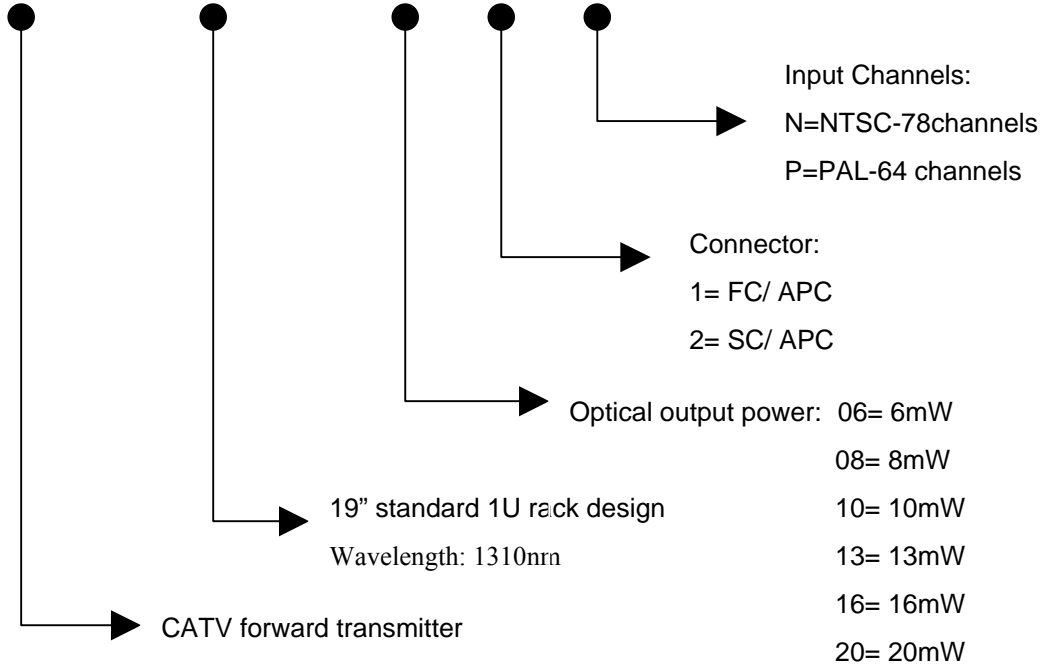 Input Channels:
N=NTSC-78channels
P=PAL-64 channels
Connector:
1= FC/ APC
2= SC/ APC
Optical output power: 06= 6mW
08= 8mW
10= 10mW
13= 13mW
16= 16mW
20= 20mW
19” standard 1U rack design
Wavelength: 1310nm
CATV forward transmitter